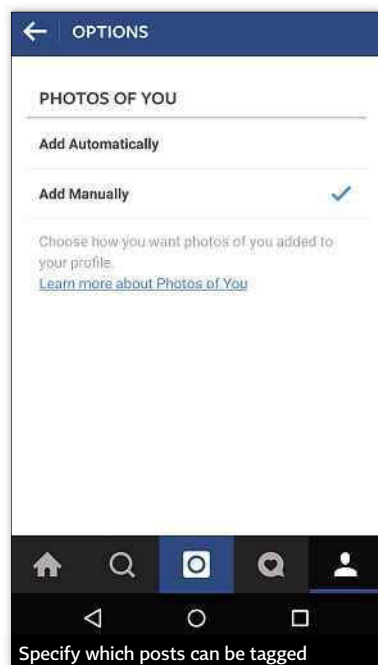 OPTIONS
PHOTOS OF YOU
Add Automatically
Add Manually
Choose how you want photos of you added to
your profile.
Learn more about Photos of You
Specify which posts can be tagged